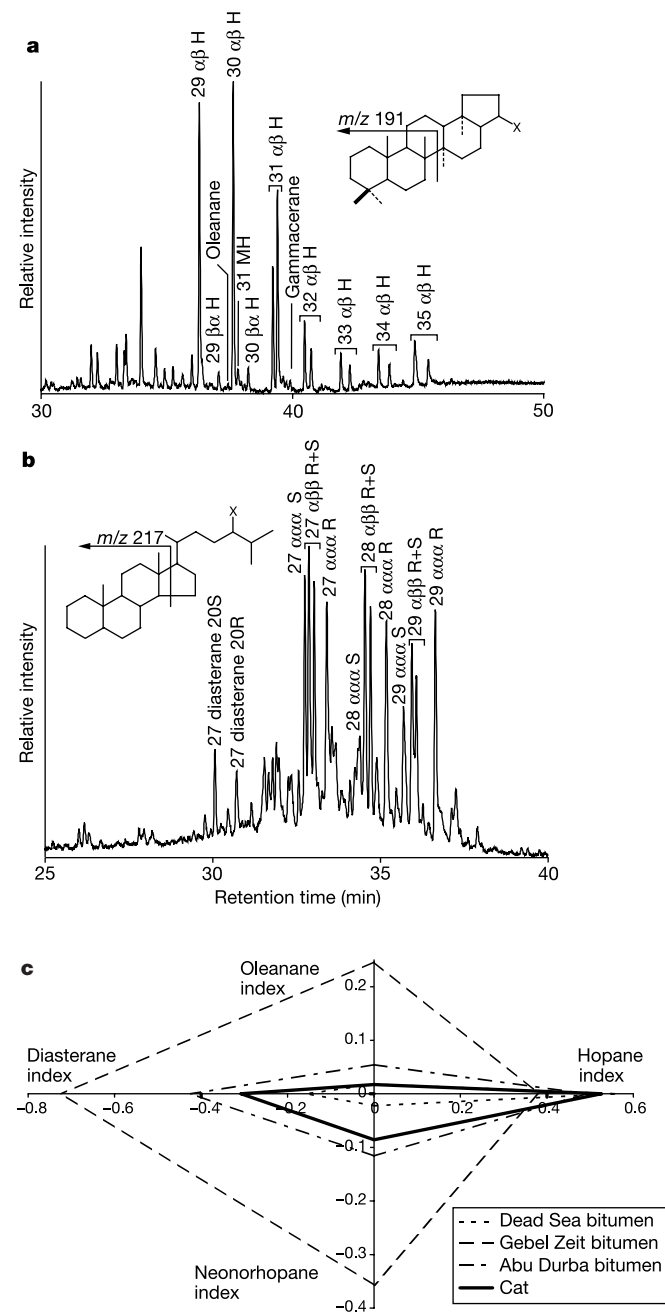 a
29 αβ H
30 αβ H
Oleanane
29 βα H
31 MH
30 βα H
31 αβ H
Gammacerane
32 αβ H
33 αβ H
34 αβ H
35 αβ H
m/z 191
X
Relative intensity
30
40
50
b
m/z 217
X
27 diasterane 20S
27 diasterane 20R
27 ααα S
27 αββ R+S
27 ααα R
28 ααα S
28 αββ R+S
28 ααα R
29 ααα S
29 αββ R+S
29 ααα R
Relative intensity
25
30
35
40
Retention time (min)
c
Oleanane
index
Diasterane
index
Hopane
index
Neonorhopane
index
0.2
0.1
0
−0.1
−0.2
−0.3
−0.4
−0.8
−0.6
−0.4
−0.2
0
0.2
0.4
0.6
Dead Sea bitumen
Gebel Zeit bitumen
Abu Durba bitumen
Cat